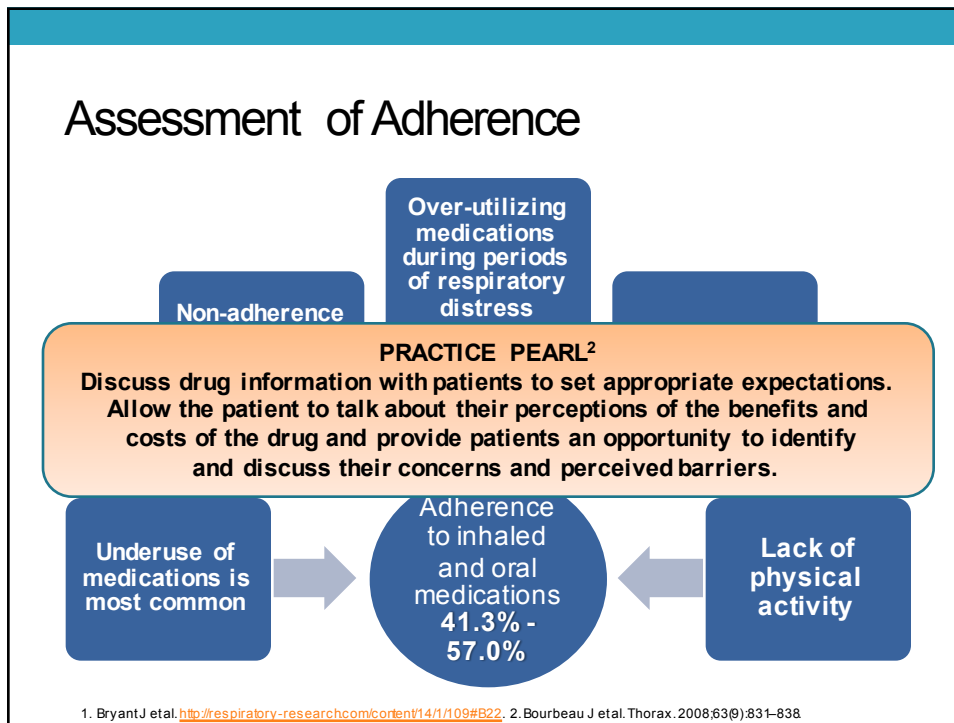 Assessment of Adherence
Over-utilizing
medications
during periods
of respiratory
distress
Non-adherence
PRACTICE PEARL²
Discuss drug information with patients to set appropriate expectations.
Allow the patient to talk about their perceptions of the benefits and
costs of the drug and provide patients an opportunity to identify
and discuss their concerns and perceived barriers.
Underuse of
medications is
most common
Adherence
to inhaled
and oral
medications
41.3% -
57.0%
Lack of
physical
activity
1. Bryant J et al. http://respiratory-research.com/content/14/1/109#B22. 2. Bourbeau J et al. Thorax. 2008;63(9):831–838.